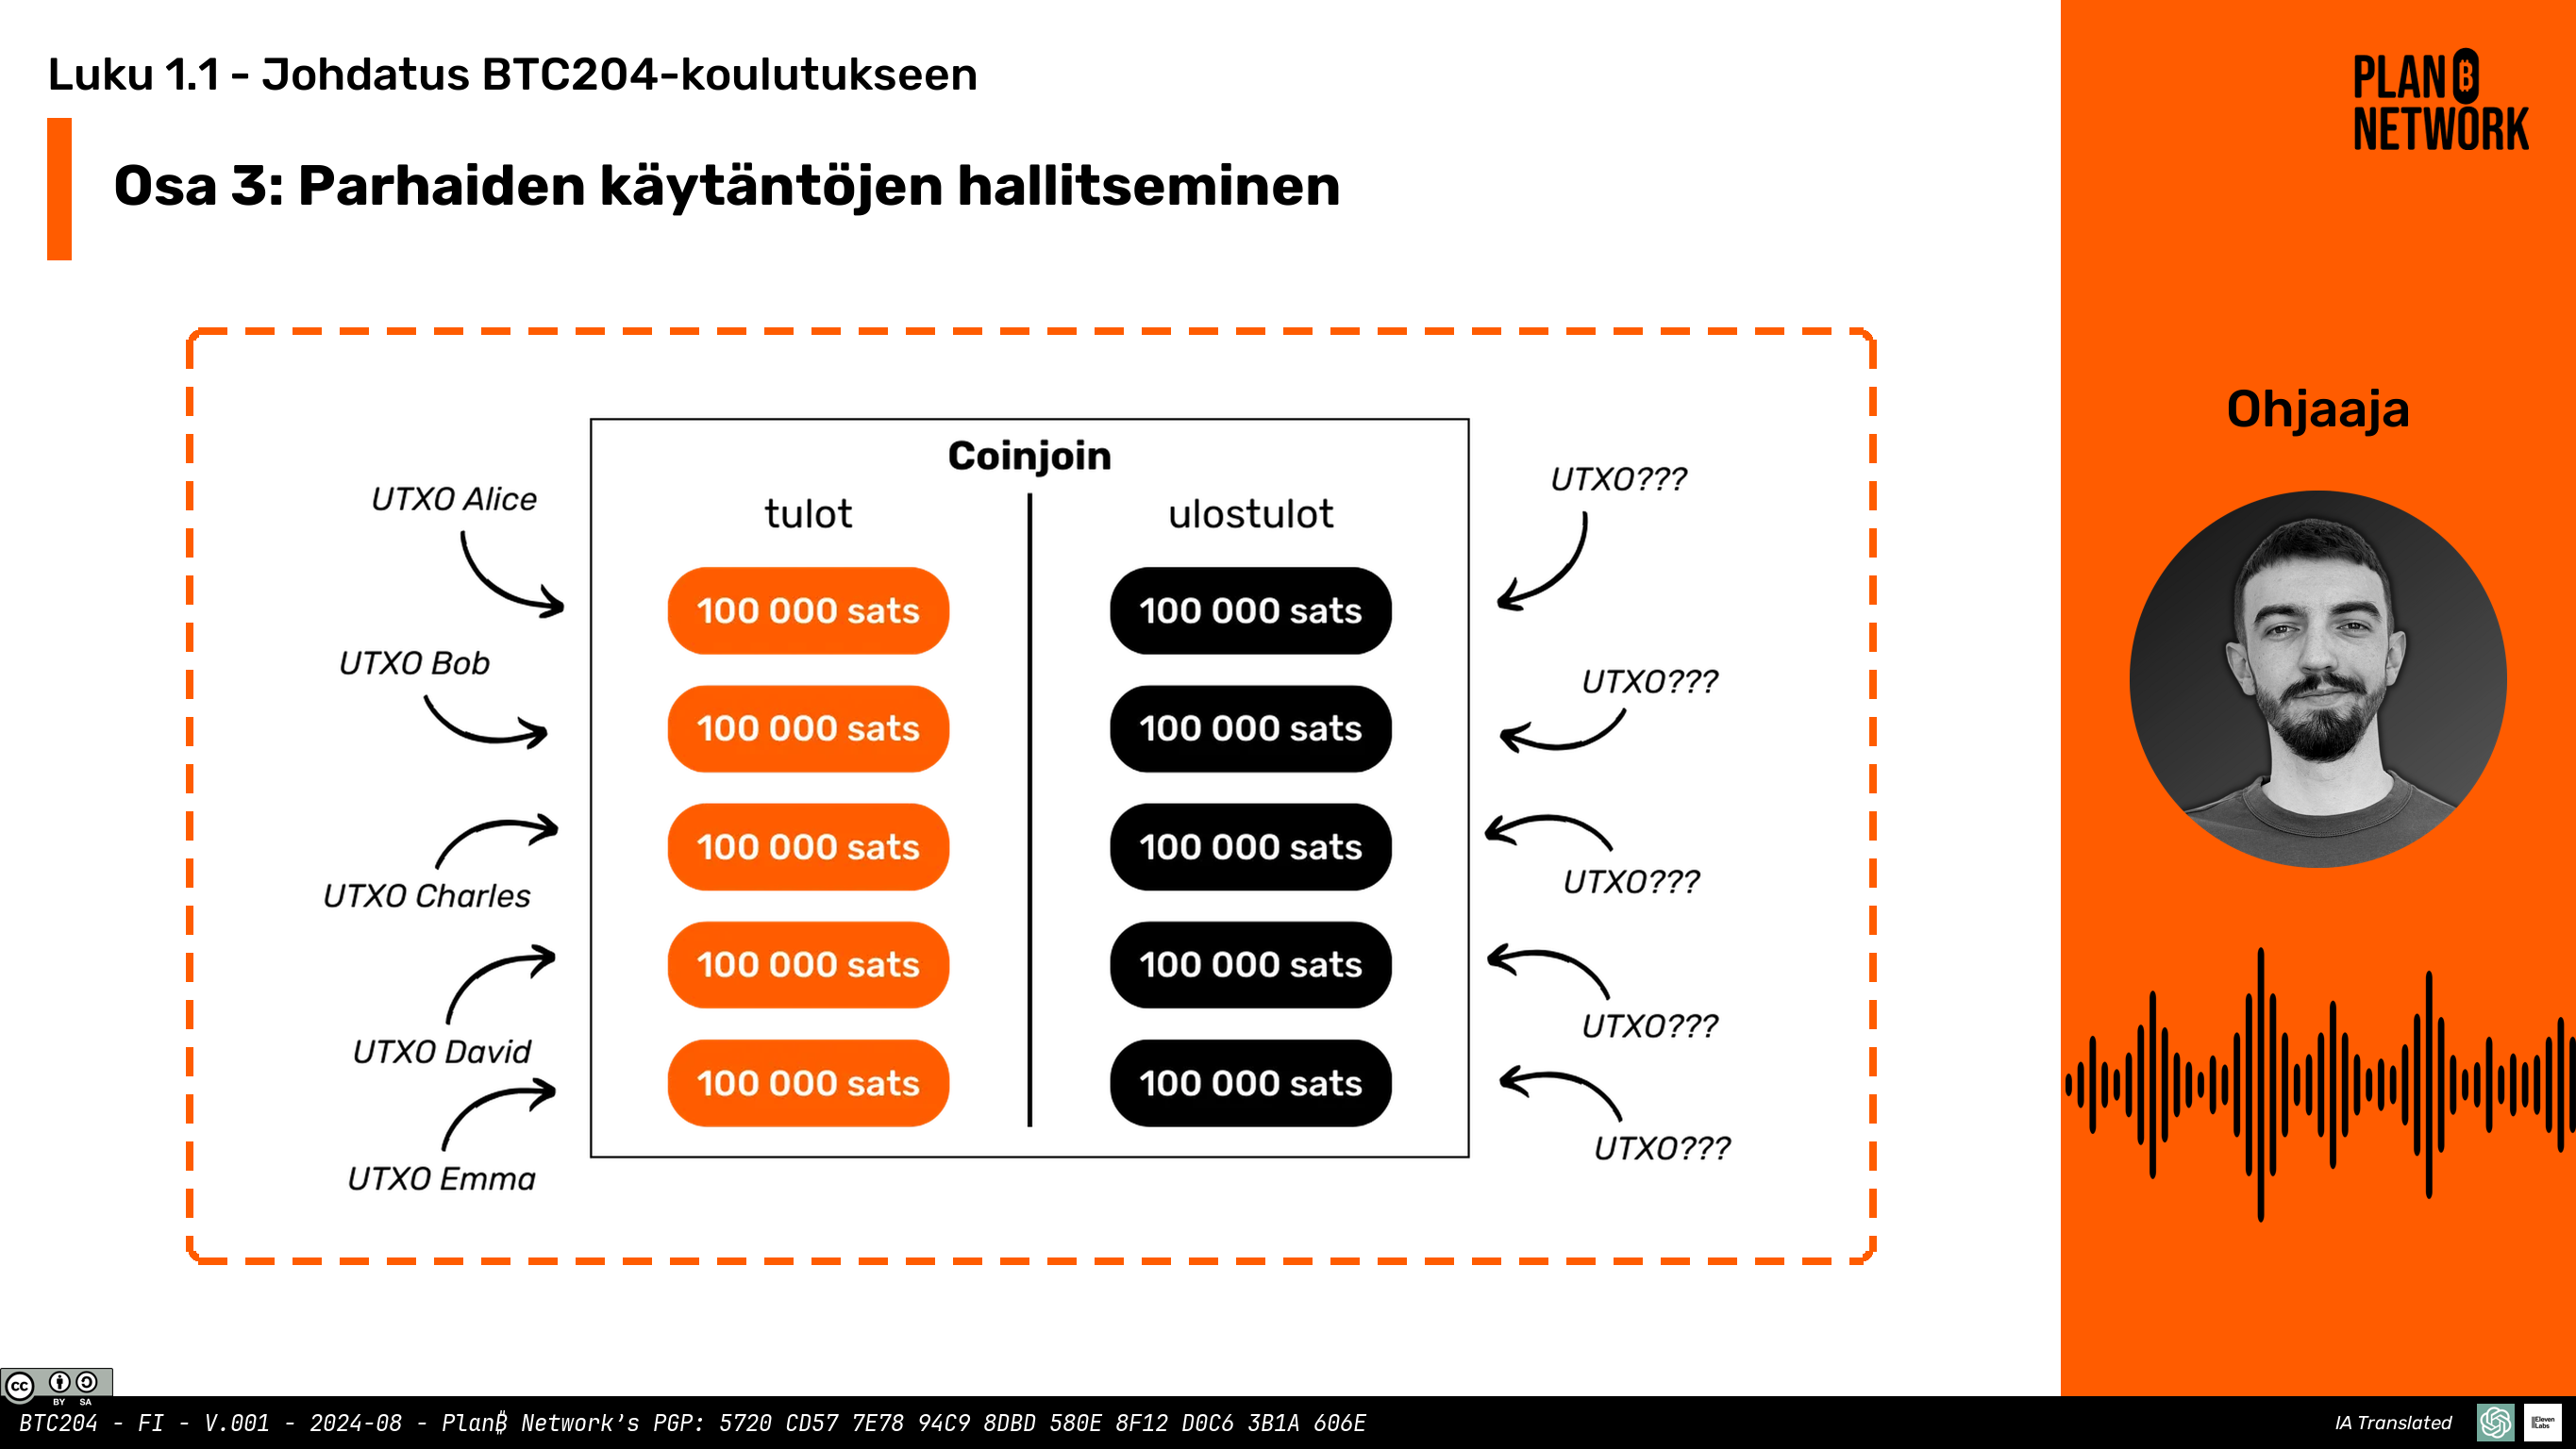 Luku 1.1 - Johdatus BTC204-koulutukseen
Osa 3: Parhaiden käytäntöjen hallitseminen
PLAN ₿
NETWORK
Ohjaaja
Coinjoin
tulot
ulostulot
UTXO Alice
100 000 sats
100 000 sats
UTXO???
UTXO Bob
100 000 sats
100 000 sats
UTXO???
UTXO Charles
100 000 sats
100 000 sats
UTXO???
UTXO David
100 000 sats
100 000 sats
UTXO???
UTXO Emma
100 000 sats
100 000 sats
UTXO???
cc BY SA
BTC204 - FI - V.001 - 2024-08 - Plan₿ Network's PGP: 5720 CD57 7E78 94C9 8DBD 580E 8F12 D0C6 3B1A 606E
IA Translated
IIElevenLabs